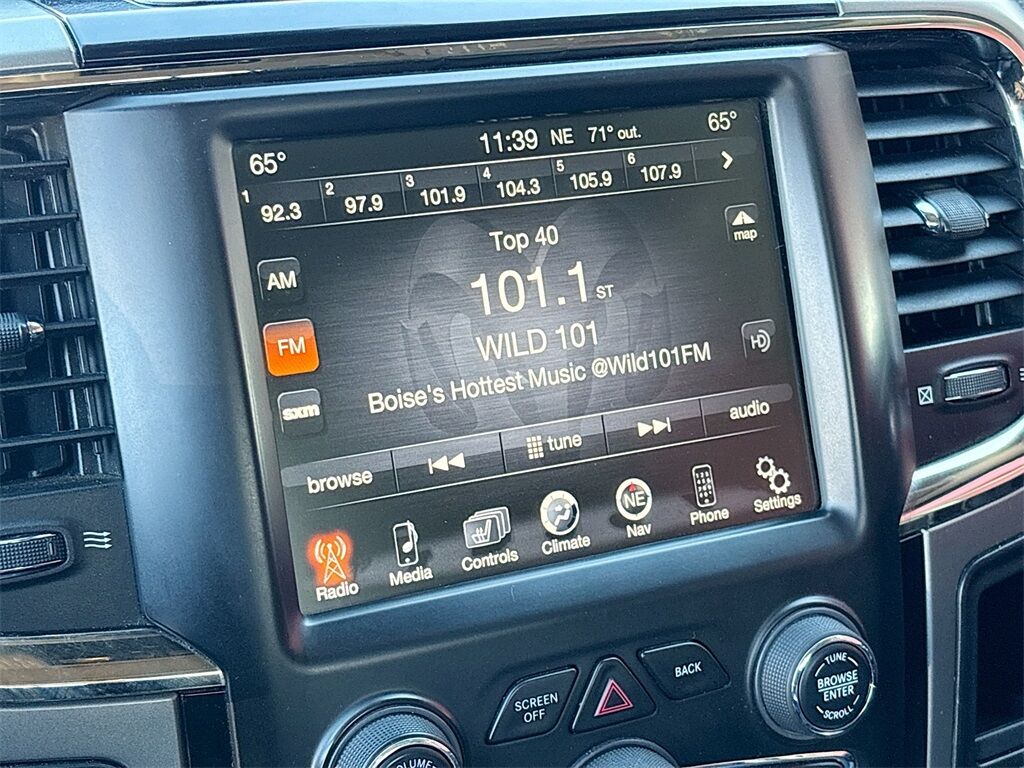 65° 11:39 NE 71° out. 65°
1 92.3 2 97.9 3 101.9 4 104.3 5 105.9 6 107.9
map
Top 40
AM
101.1 ST
FM
WILD 101
HD
Boise's Hottest Music @Wild101FM
sxm
browse tune audio
Radio Media Controls Climate NE Nav Phone Settings
SCREEN OFF
BACK
TUNE
BROWSE
ENTER
SCROLL
VOLUME